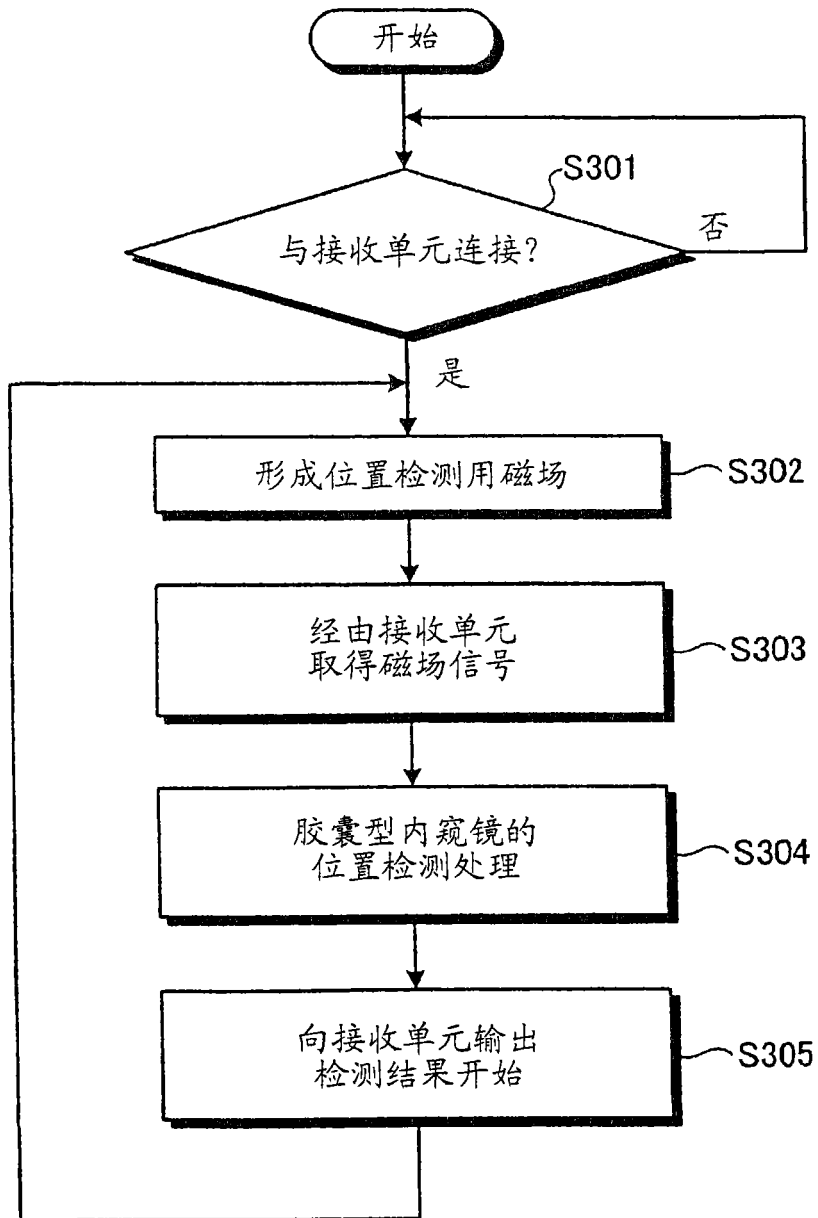 开始
S301
与接收单元连接?
否
是
形成位置检测用磁场
S302
经由接收单元
取得磁场信号
S303
胶囊型内窥镜的
位置检测处理
S304
向接收单元输出
检测结果开始
S305